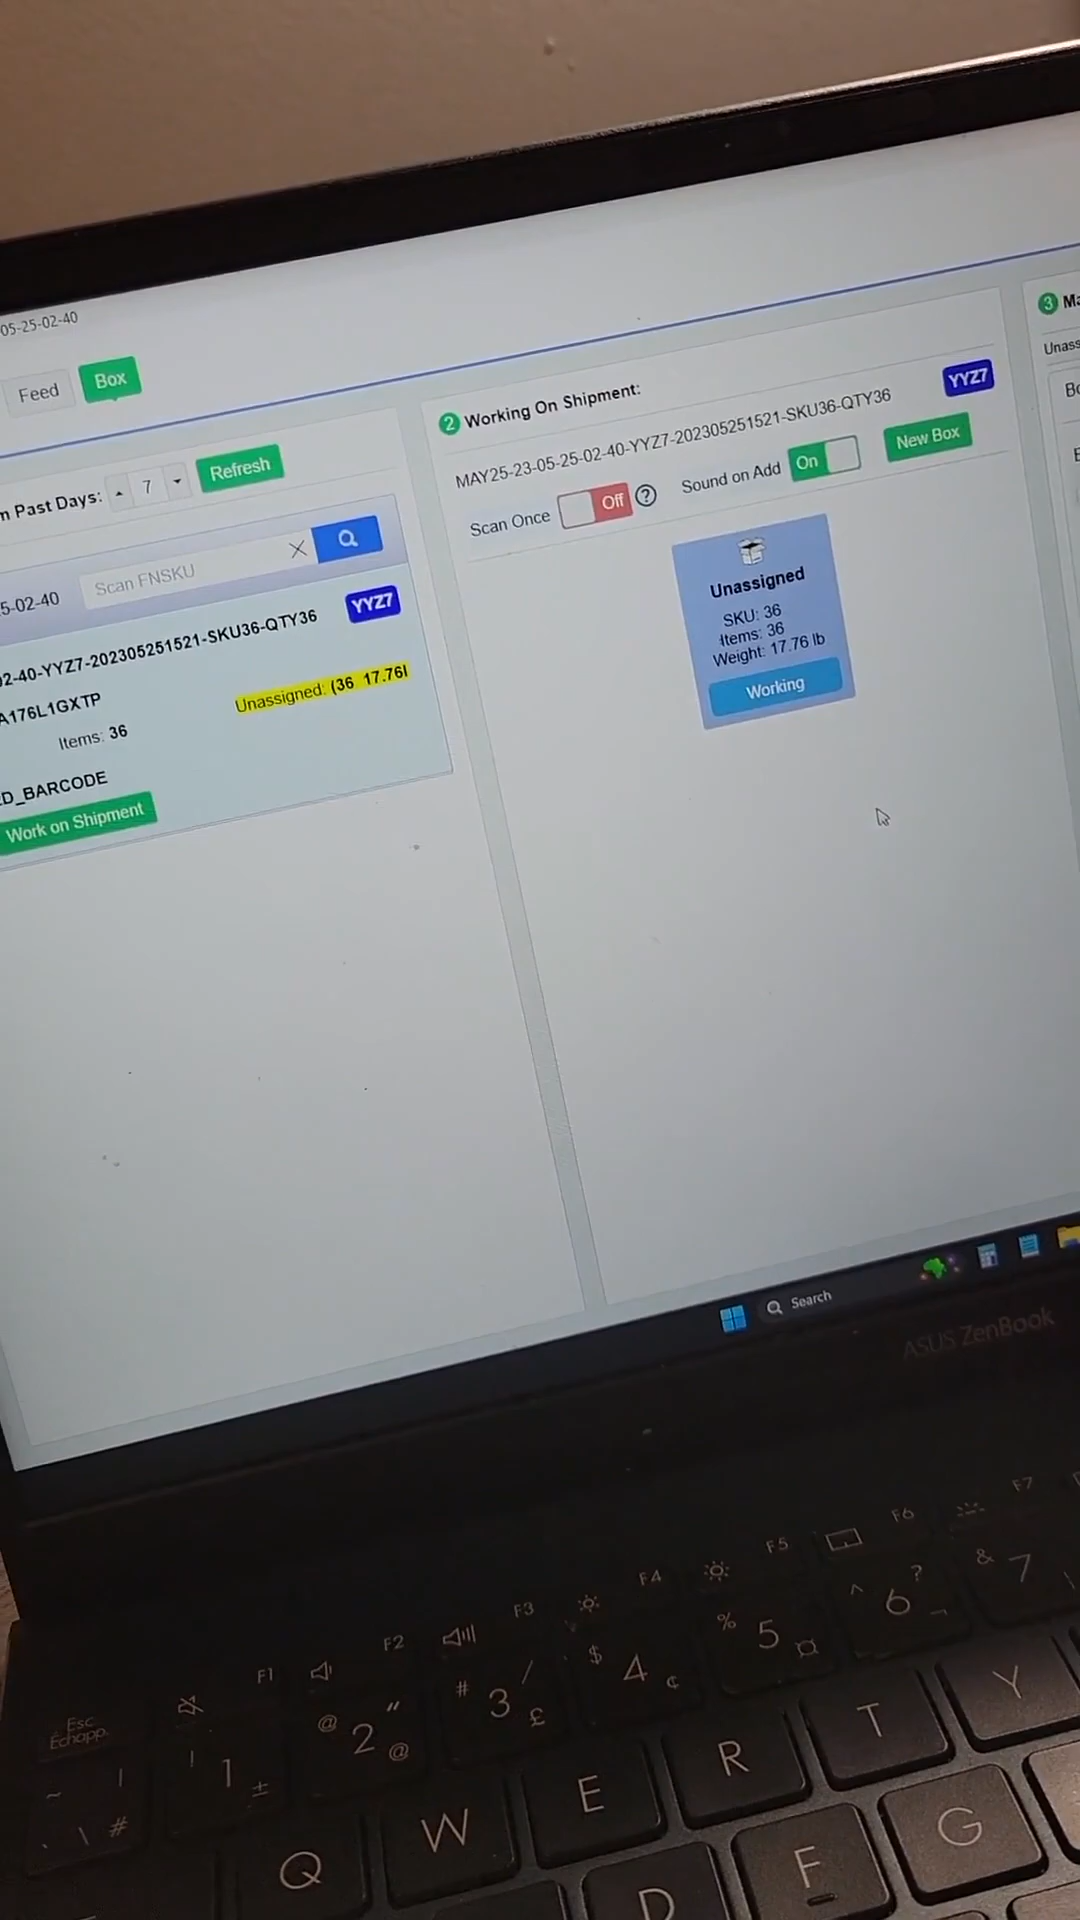 05-25-02-40
Feed
Box
m Past Days:
7
Refresh
5-02-40
Scan FNSKU
02-40-YYZ7-202305251521-SKU36-QTY36
YYZ7
A176L1GXTP
Unassigned: (36 17.76l
Items: 36
ED_BARCODE
Work on Shipment
2 Working On Shipment:
MAY25-23-05-25-02-40-YYZ7-202305251521-SKU36-QTY36
YYZ7
Scan Once
Off
?
Sound on Add
On
New Box
Unassigned
SKU: 36
Items: 36
Weight: 17.76 lb
Working
3 Ma
Unass
Search
ASUS ZenBook
Esc
Échapp.
F1
F2
F3
F4
F5
F6
F7
~ |
\ #
! 1 ±
@ 2 " @
# 3 / £
$ 4 ¢
% 5 ¤
^ 6 ? ¬
& 7
Q
W
E
R
T
Y
D
F
G